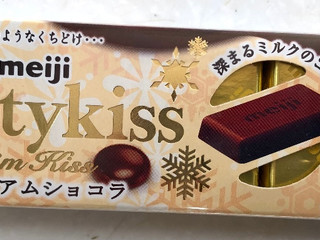 ようなくちどけ・・・
深まるミルクの
meiji
tykiss
m Kiss
meiji
アムショコラ